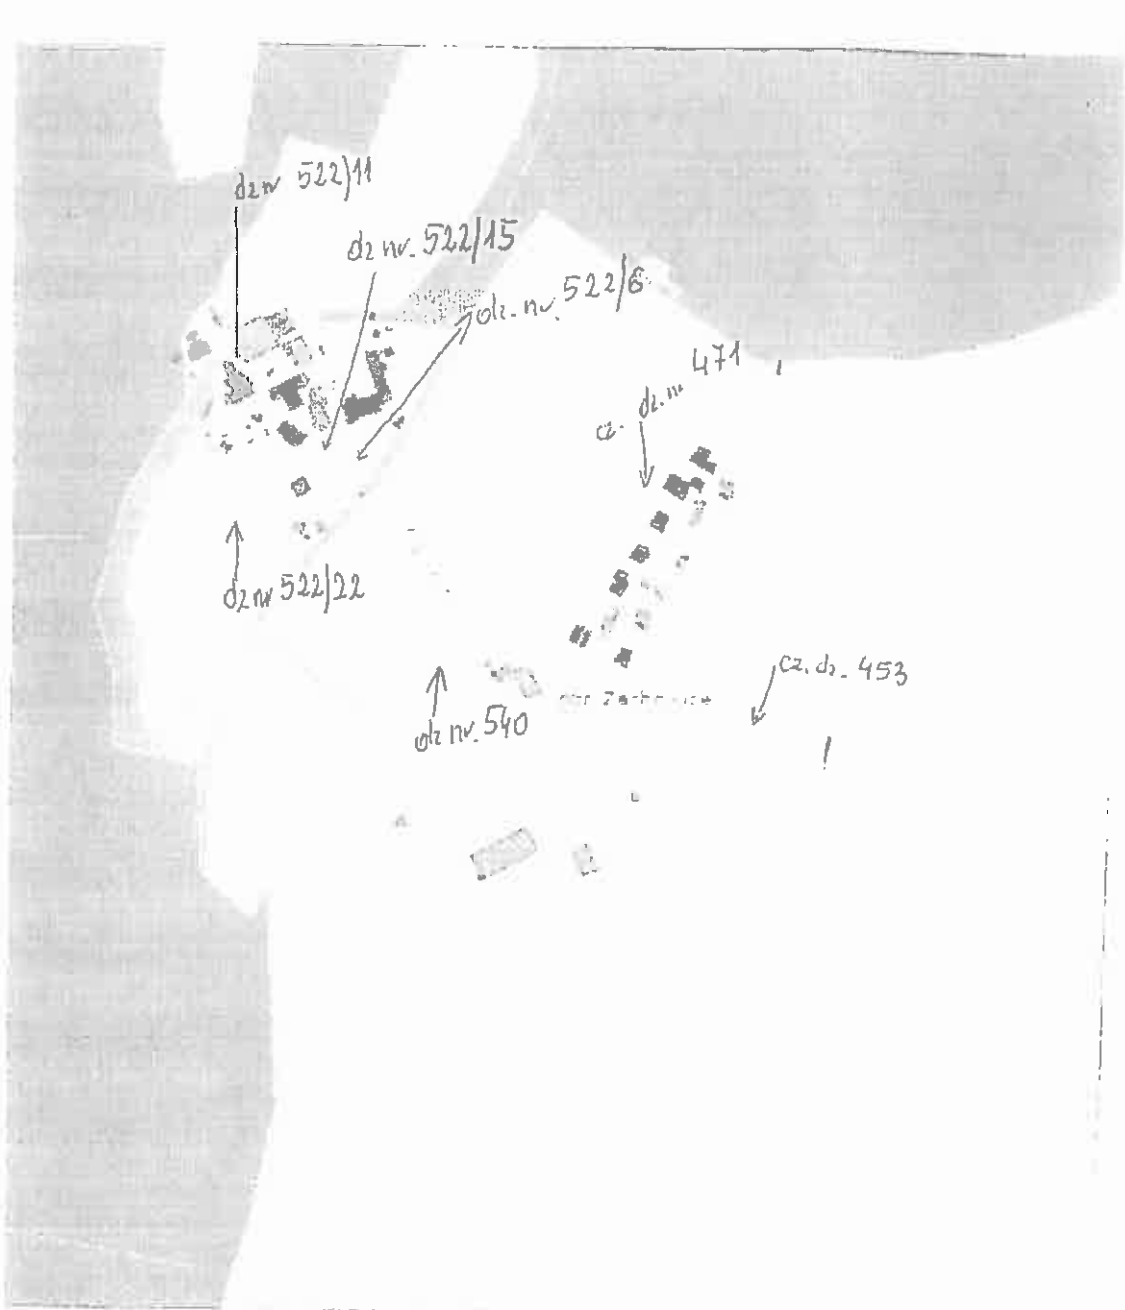 dz nr 522/11
dz nr. 522/15
dz. nr. 522/6
cz. dz. nr 471
dz nr 522/22
cz. dz. 453
dz nr. 540